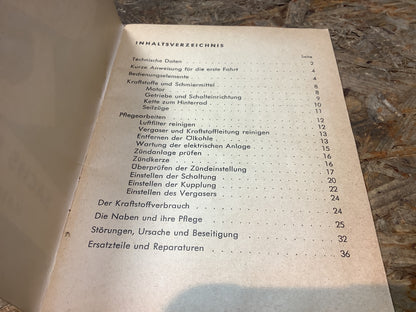 INHALTSVERZEICHNIS
Seite
Technische Daten 2
Kurze Anweisung für die erste Fahrt 4
Bedienungselemente 4
Kraftstoffe und Schmiermittel 8
Motor 8
Getriebe und Schalteinrichtung 9
Kette zum Hinterrad 10
Seilzüge 11
Pflegearbeiten 12
Luftfilter reinigen 12
Vergaser und Kraftstoffleitung reinigen 13
Entfernen der Ölkohle 13
Wartung der elektrischen Anlage 15
Zündanlage prüfen 16
Zündkerze 16
Überprüfen der Zündeinstellung 17
Einstellen der Schaltung 20
Einstellen der Kupplung 22
Einstellen des Vergasers 24
Der Kraftstoffverbrauch 24
Die Naben und ihre Pflege 25
Störungen, Ursache und Beseitigung 32
Ersatzteile und Reparaturen 36